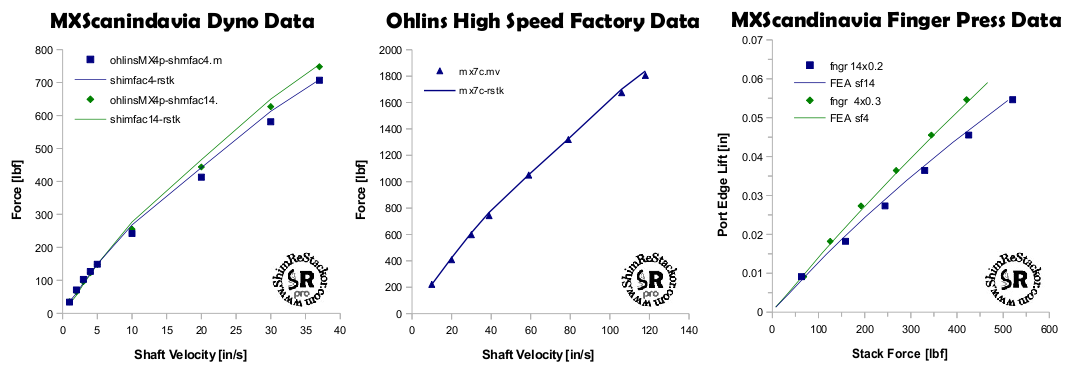 MXScanindavia Dyno Data
800
700
600
500
400
300
200
100
0
Force [lbf]
ohlinsMX4p-shmfac4.m
shimfac4-rstk
ohlinsMX4p-shmfac14.
shimfac14-rstk
ShimReStackor.com
www.
SR
pro
0 5 10 15 20 25 30 35 40
Shaft Velocity [in/s]
Ohlins High Speed Factory Data
2000
1800
1600
1400
1200
1000
800
600
400
200
0
Force [lbf]
mx7c.mv
mx7c-rstk
ShimReStackor.com
www.
SR
pro
0 20 40 60 80 100 120 140
Shaft Velocity [in/s]
MXScandinavia Finger Press Data
0.07
0.06
0.05
0.04
0.03
0.02
0.01
0
Port Edge Lift [in]
fngr 14x0.2
FEA sf14
fngr 4x0.3
FEA sf4
ShimReStackor.com
www.
SR
0 100 200 300 400 500 600
Stack Force [lbf]